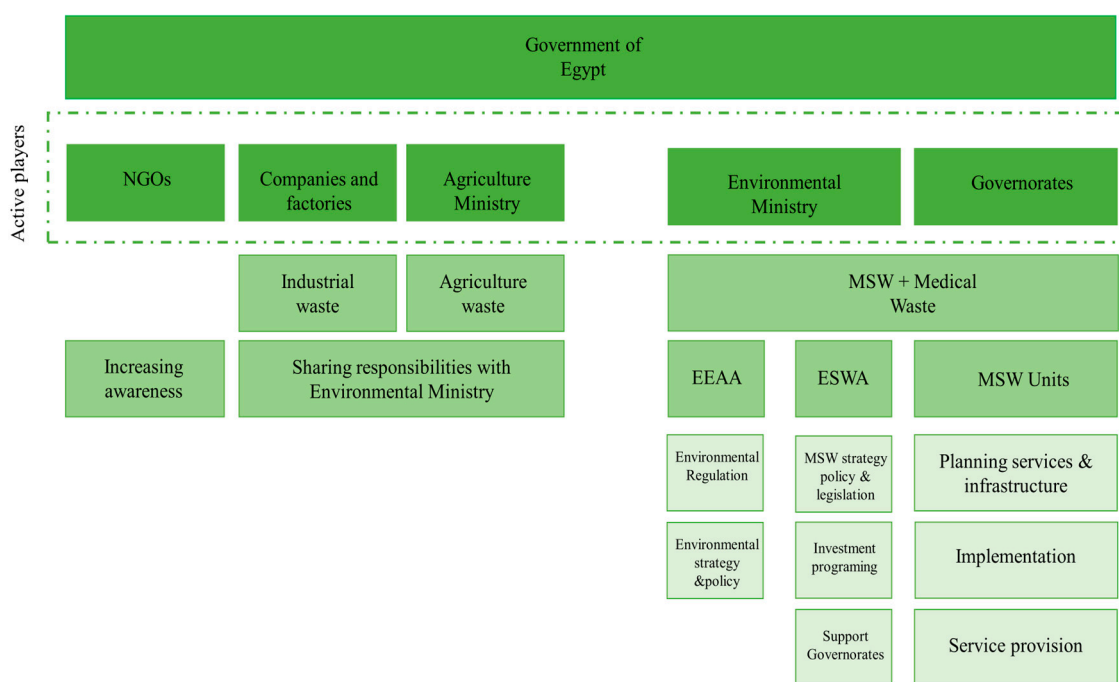 Government of
Egypt
Active players
NGOs
Companies and
factories
Agriculture
Ministry
Environmental
Ministry
Governorates
Industrial
waste
Agriculture
waste
MSW + Medical
Waste
Increasing
awareness
Sharing responsibilities with
Environmental Ministry
EEAA
ESWA
MSW Units
Environmental
Regulation
MSW strategy
policy &
legislation
Planning services &
infrastructure
Environmental
strategy
&policy
Investment
programing
Implementation
Support
Governorates
Service provision